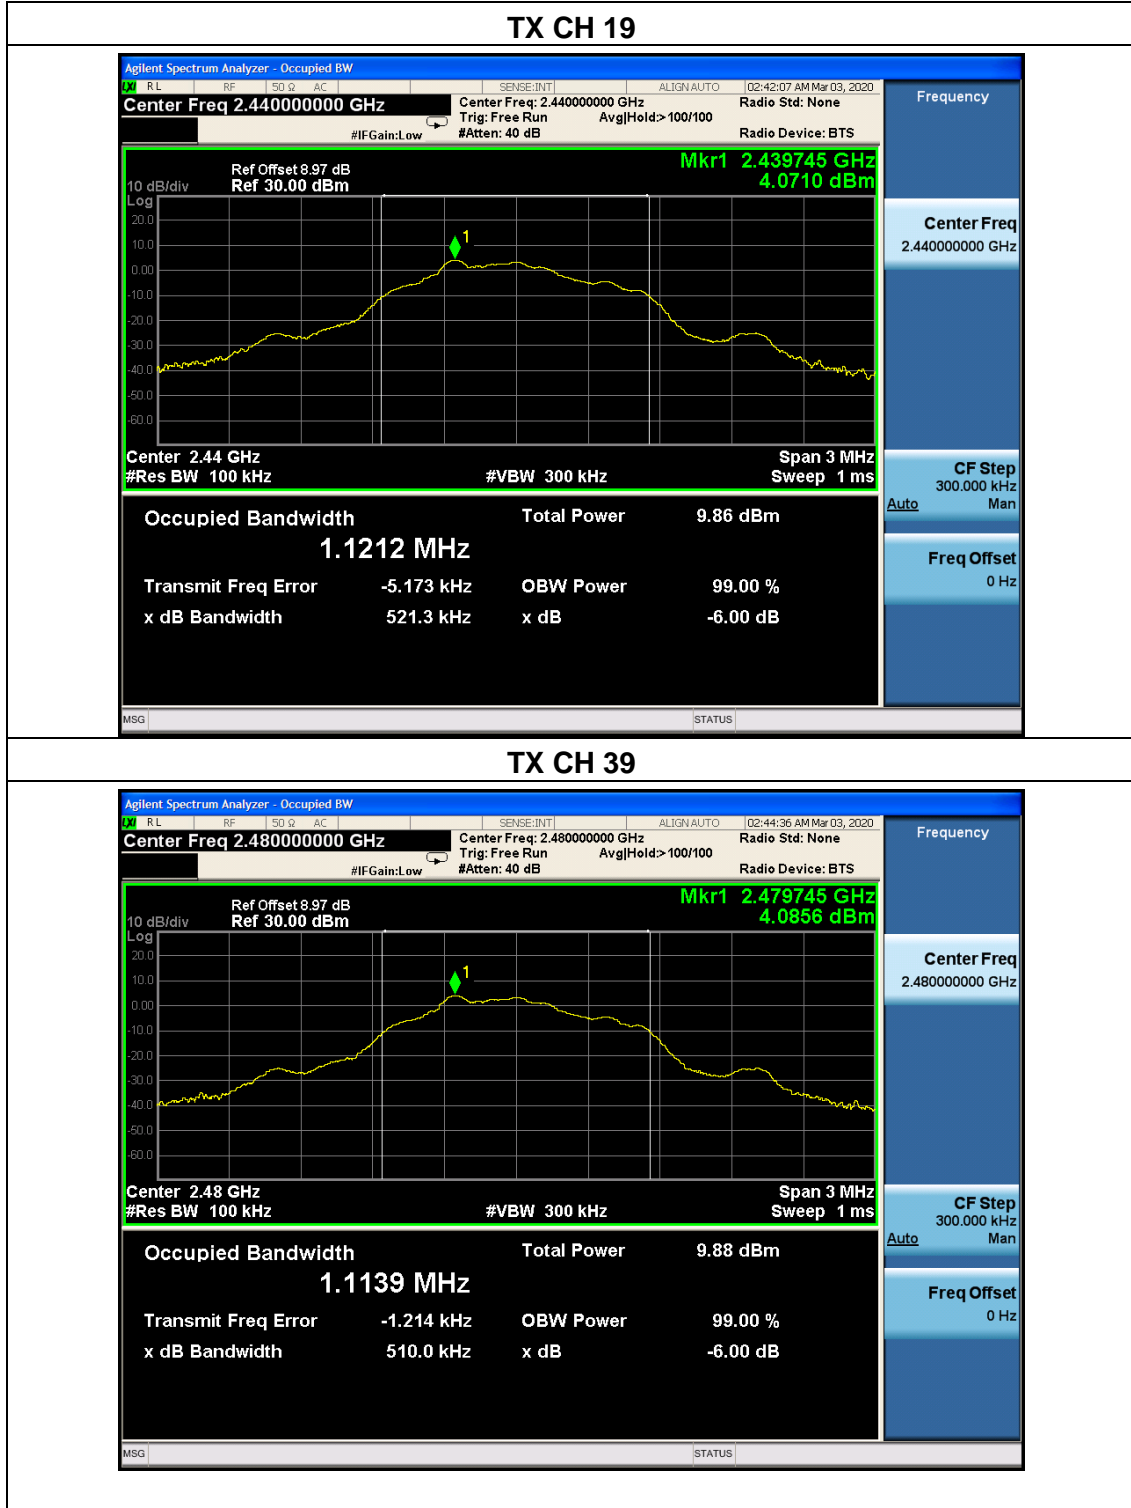 TX CH 19
Agilent Spectrum Analyzer - Occupied BW
LXI RL RF 50 Ω AC SENSE:INT ALIGN AUTO 02:42:07 AM Mar 03, 2020
Center Freq 2.440000000 GHz Center Freq: 2.440000000 GHz Radio Std: None Frequency
Trig: Free Run Avg|Hold:>100/100
#IFGain:Low #Atten: 40 dB Radio Device: BTS
Mkr1 2.439745 GHz
4.0710 dBm
Ref Offset 8.97 dB
10 dB/div Ref 30.00 dBm
Log
20.0
10.0
0.00
-10.0
-20.0
-30.0
-40.0
-50.0
-60.0
1
Center Freq
2.440000000 GHz
Center 2.44 GHz Span 3 MHz
#Res BW 100 kHz #VBW 300 kHz Sweep 1 ms
CF Step
300.000 kHz
Auto Man
Occupied Bandwidth Total Power 9.86 dBm
1.1212 MHz
Freq Offset
0 Hz
Transmit Freq Error -5.173 kHz OBW Power 99.00 %
x dB Bandwidth 521.3 kHz x dB -6.00 dB
MSG STATUS
TX CH 39
Agilent Spectrum Analyzer - Occupied BW
LXI RL RF 50 Ω AC SENSE:INT ALIGN AUTO 02:44:36 AM Mar 03, 2020
Center Freq 2.480000000 GHz Center Freq: 2.480000000 GHz Radio Std: None Frequency
Trig: Free Run Avg|Hold:>100/100
#IFGain:Low #Atten: 40 dB Radio Device: BTS
Mkr1 2.479745 GHz
4.0856 dBm
Ref Offset 8.97 dB
10 dB/div Ref 30.00 dBm
Log
20.0
10.0
0.00
-10.0
-20.0
-30.0
-40.0
-50.0
-60.0
1
Center Freq
2.480000000 GHz
Center 2.48 GHz Span 3 MHz
#Res BW 100 kHz #VBW 300 kHz Sweep 1 ms
CF Step
300.000 kHz
Auto Man
Occupied Bandwidth Total Power 9.88 dBm
1.1139 MHz
Freq Offset
0 Hz
Transmit Freq Error -1.214 kHz OBW Power 99.00 %
x dB Bandwidth 510.0 kHz x dB -6.00 dB
MSG STATUS